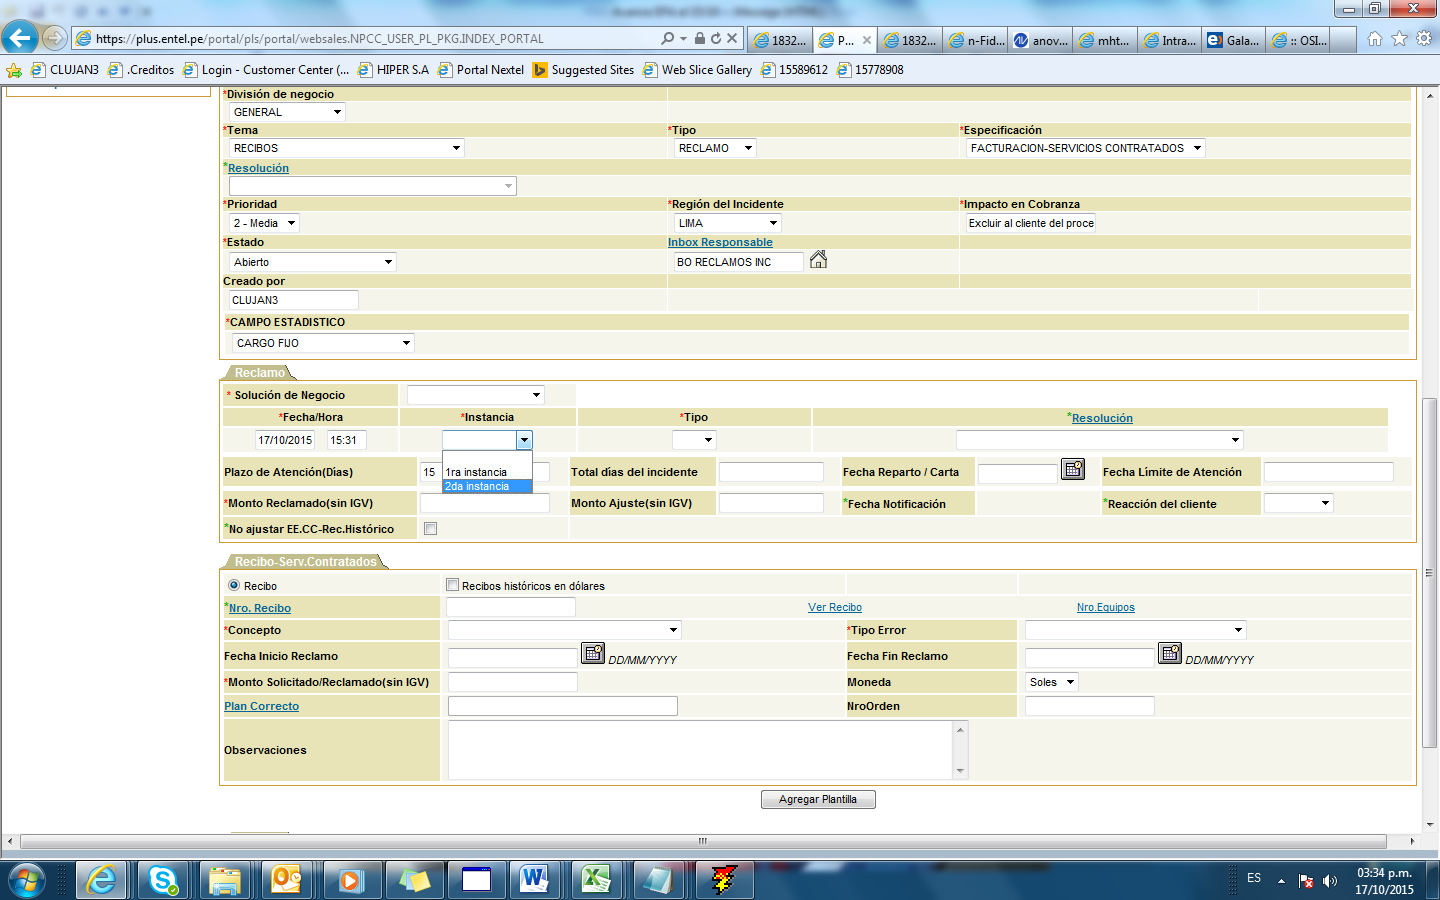 https://plus.entel.pe/portal/pls/portal/websales.NPCC_USER_PL_PKG.INDEX_PORTAL
1832... P... 1832... n-Fid... anov... mht... Intra... Gala... :: OSI...
CLUJAN3 .Creditos Login - Customer Center (... HIPER S.A Portal Nextel Suggested Sites Web Slice Gallery 15589612 15778908
*División de negocio
GENERAL
*Tema *Tipo *Especificación
RECIBOS RECLAMO FACTURACION-SERVICIOS CONTRATADOS
*Resolución
*Prioridad *Región del Incidente *Impacto en Cobranza
2 - Media LIMA Excluir al cliente del proce
*Estado Inbox Responsable
Abierto BO RECLAMOS INC
Creado por
CLUJAN3
*CAMPO ESTADISTICO
CARGO FIJO
Reclamo
* Solución de Negocio
*Fecha/Hora *Instancia *Tipo *Resolución
17/10/2015 15:31
1ra instancia
2da instancia
Plazo de Atención(Días) 15 Total días del incidente Fecha Reparto / Carta Fecha Límite de Atención
*Monto Reclamado(sin IGV) Monto Ajuste(sin IGV) *Fecha Notificación *Reacción del cliente
*No ajustar EE.CC-Rec.Histórico
Recibo-Serv.Contratados
Recibo Recibos históricos en dólares
*Nro. Recibo Ver Recibo Nro.Equipos
*Concepto *Tipo Error
Fecha Inicio Reclamo DD/MM/YYYY Fecha Fin Reclamo DD/MM/YYYY
*Monto Solicitado/Reclamado(sin IGV) Moneda Soles
Plan Correcto NroOrden
Observaciones
Agregar Plantilla
ES 03:34 p.m.
17/10/2015